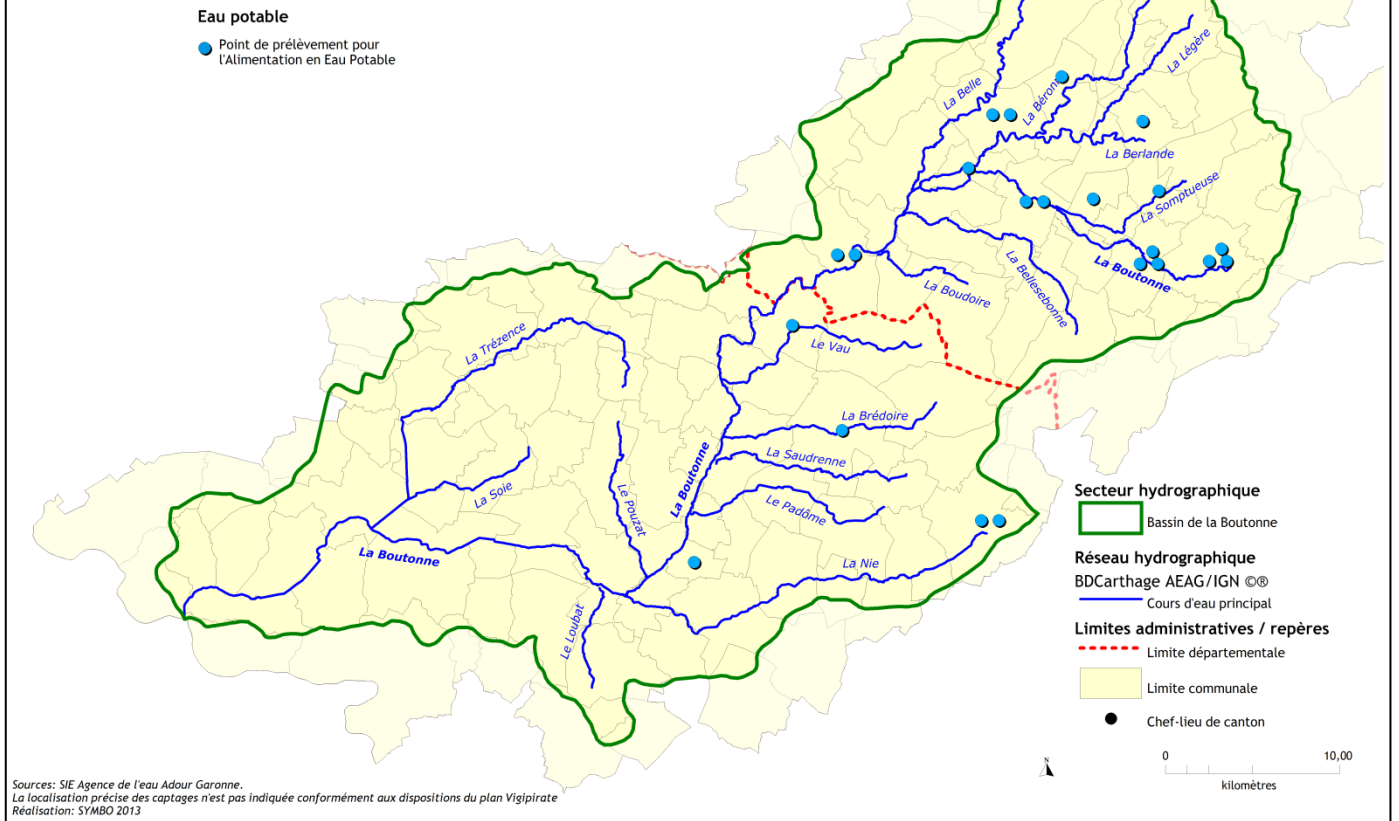 Eau potable
Point de prélèvement pour
l'Alimentation en Eau Potable
La Légère
La Belle
La Béronne
La Berlande
La Somptueuse
La Boutonne
La Bellesebonne
La Boudoire
La Trézence
Le Vau
La Brédoire
La Saudrenne
La Boutonne
La Soie
Le Pouzat
Le Padôme
La Boutonne
La Nie
Le Loubat
Secteur hydrographique
Bassin de la Boutonne
Réseau hydrographique
BDCarthage AEAG/IGN ©®
Cours d'eau principal
Limites administratives / repères
Limite départementale
Limite communale
Chef-lieu de canton
N
0 10,00
kilomètres
Sources: SIE Agence de l'eau Adour Garonne.
La localisation précise des captages n'est pas indiquée conformément aux dispositions du plan Vigipirate
Réalisation: SYMBO 2013